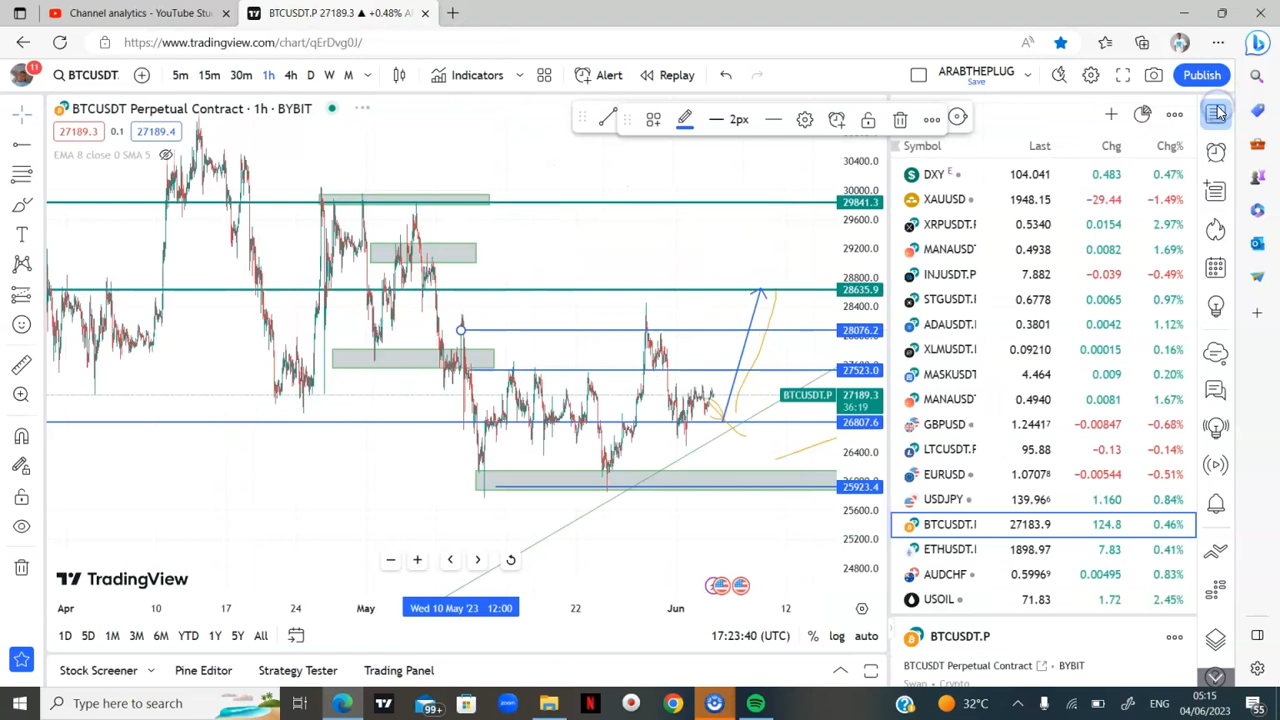 Channel analytics - YouTube Stu
BTCUSDT.P 27189.3 ▲ +0.48%
https://www.tradingview.com/chart/qErDvg0J/
11
BTCUSDT.
5m 15m 30m 1h 4h D W M
Indicators
Alert
Replay
ARABTHEPLUG
Save
Publish
BTCUSDT Perpetual Contract · 1h · BYBIT
27189.3 0.1 27189.4
EMA 8 close 0 SMA 5
2px
30400.0
30000.0
29841.3
29600.0
29200.0
28800.0
28635.9
28400.0
28076.2
27523.0
BTCUSDT.P 27189.3
36:19
26807.6
26400.0
25923.4
25600.0
25200.0
24800.0
TradingView
Apr 10 17 24 May Wed 10 May '23 12:00 22 Jun 12
1D 5D 1M 3M 6M YTD 1Y 5Y All
17:23:40 (UTC) % log auto
Stock Screener Pine Editor Strategy Tester Trading Panel
Symbol Last Chg Chg%
DXY E 104.041 0.483 0.47%
XAUUSD 1948.15 −29.44 −1.49%
XRPUSDT.F 0.5340 0.0154 2.97%
MANAUSDT 0.4938 0.0082 1.69%
INJUSDT.P 7.882 −0.039 −0.49%
STGUSDT.P 0.6778 0.0065 0.97%
ADAUSDT.F 0.3801 0.0042 1.12%
XLMUSDT.F 0.09210 0.00015 0.16%
MASKUSDT 4.464 0.009 0.20%
MANAUSDT 0.4940 0.0081 1.67%
GBPUSD 1.24417 −0.00847 −0.68%
LTCUSDT.P 95.88 −0.13 −0.14%
EURUSD 1.07078 −0.00544 −0.51%
USDJPY 139.966 1.160 0.84%
BTCUSDT.I 27183.9 124.8 0.46%
ETHUSDT.I 1898.97 7.83 0.41%
AUDCHF 0.59969 0.00495 0.83%
USOIL 71.83 1.72 2.45%
BTCUSDT.P
BTCUSDT Perpetual Contract BYBIT
Swap Crypto
Type here to search
99+
32°C
ENG
05:15
04/06/2023
55